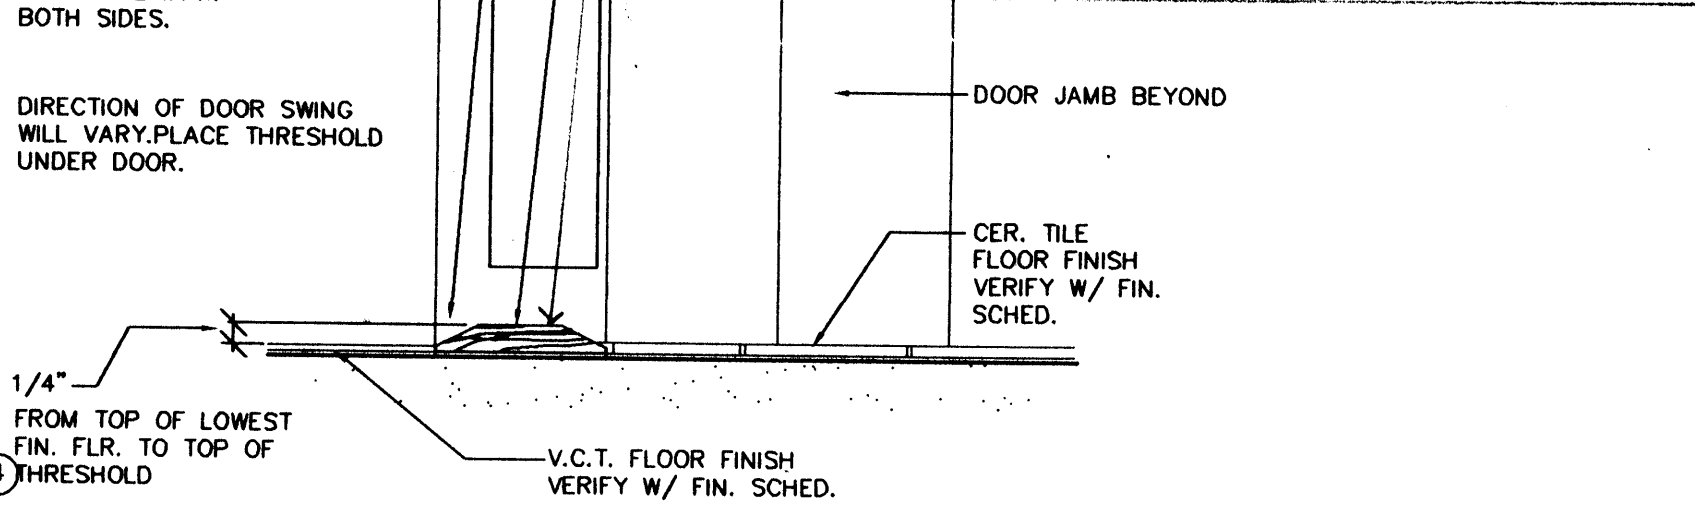 BOTH SIDES.
DIRECTION OF DOOR SWING
WILL VARY.PLACE THRESHOLD
UNDER DOOR.
DOOR JAMB BEYOND
CER. TILE
FLOOR FINISH
VERIFY W/ FIN.
SCHED.
1/4"
FROM TOP OF LOWEST
FIN. FLR. TO TOP OF
THRESHOLD
V.C.T. FLOOR FINISH
VERIFY W/ FIN. SCHED.